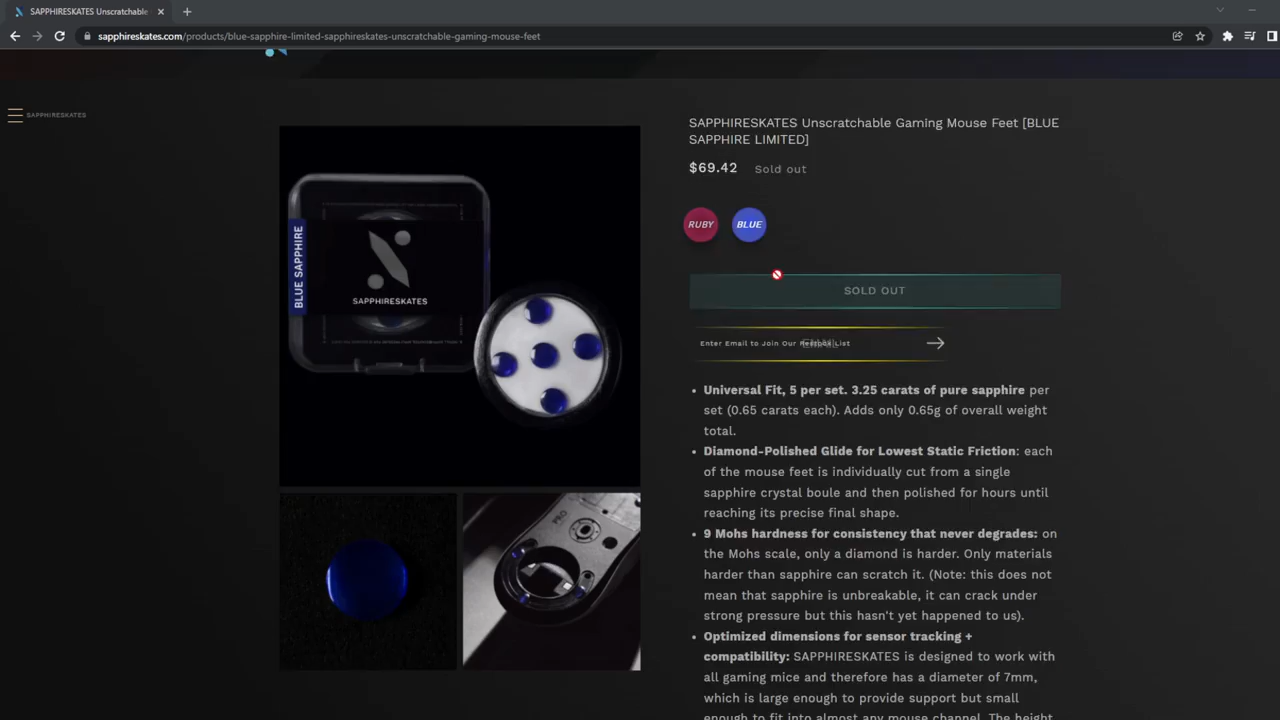 SAPPHIRESKATES Unscratchable
sapphireskates.com/products/blue-sapphire-limited-sapphireskates-unscratchable-gaming-mouse-feet
SAPPHIRESKATES
BLUE SAPPHIRE
SAPPHIRESKATES
PRO
SAPPHIRESKATES Unscratchable Gaming Mouse Feet [BLUE
SAPPHIRE LIMITED]
$69.42 Sold out
RUBY BLUE
SOLD OUT
Enter Email to Join Our List
Universal Fit, 5 per set. 3.25 carats of pure sapphire per
set (0.65 carats each). Adds only 0.65g of overall weight
total.
Diamond-Polished Glide for Lowest Static Friction: each
of the mouse feet is individually cut from a single
sapphire crystal boule and then polished for hours until
reaching its precise final shape.
9 Mohs hardness for consistency that never degrades: on
the Mohs scale, only a diamond is harder. Only materials
harder than sapphire can scratch it. (Note: this does not
mean that sapphire is unbreakable, it can crack under
strong pressure but this hasn't yet happened to us).
Optimized dimensions for sensor tracking +
compatibility: SAPPHIRESKATES is designed to work with
all gaming mice and therefore has a diameter of 7mm,
which is large enough to provide support but small
enough to fit into almost any mouse channel. The height